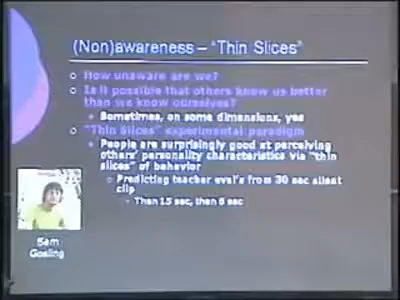 (Non)awareness – "Thin Slices"
How unaware are we?
Is it possible that others know us better
than we know ourselves?
Sometimes, on some dimensions, yes
"Thin Slices" experimental paradigm
People are surprisingly good at perceiving
others' personality characteristics via "thin
slices" of behavior
Predicting teacher eval's from 30 sec silent
clip
Then 15 sec, then 6 sec
Sam
Gosling